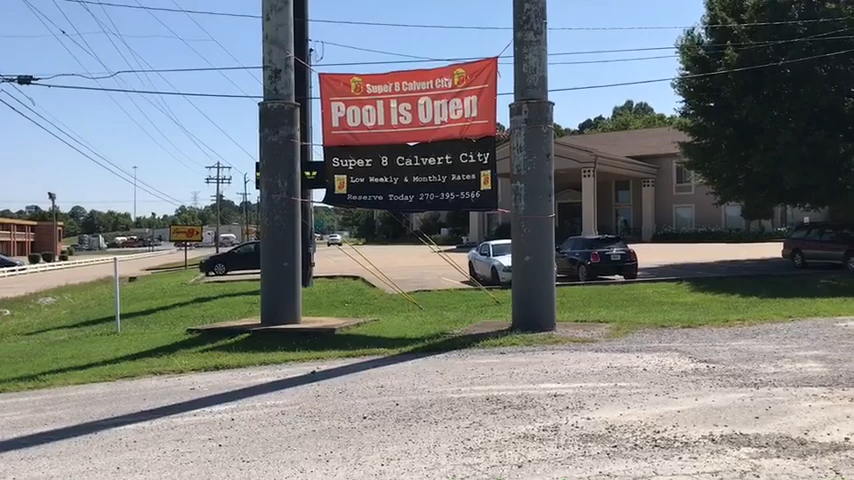 Super 8 Calvert City
Pool is Open
Super 8 Calvert City
Low Weekly & Monthly Rates
Reserve Today 270-395-5566